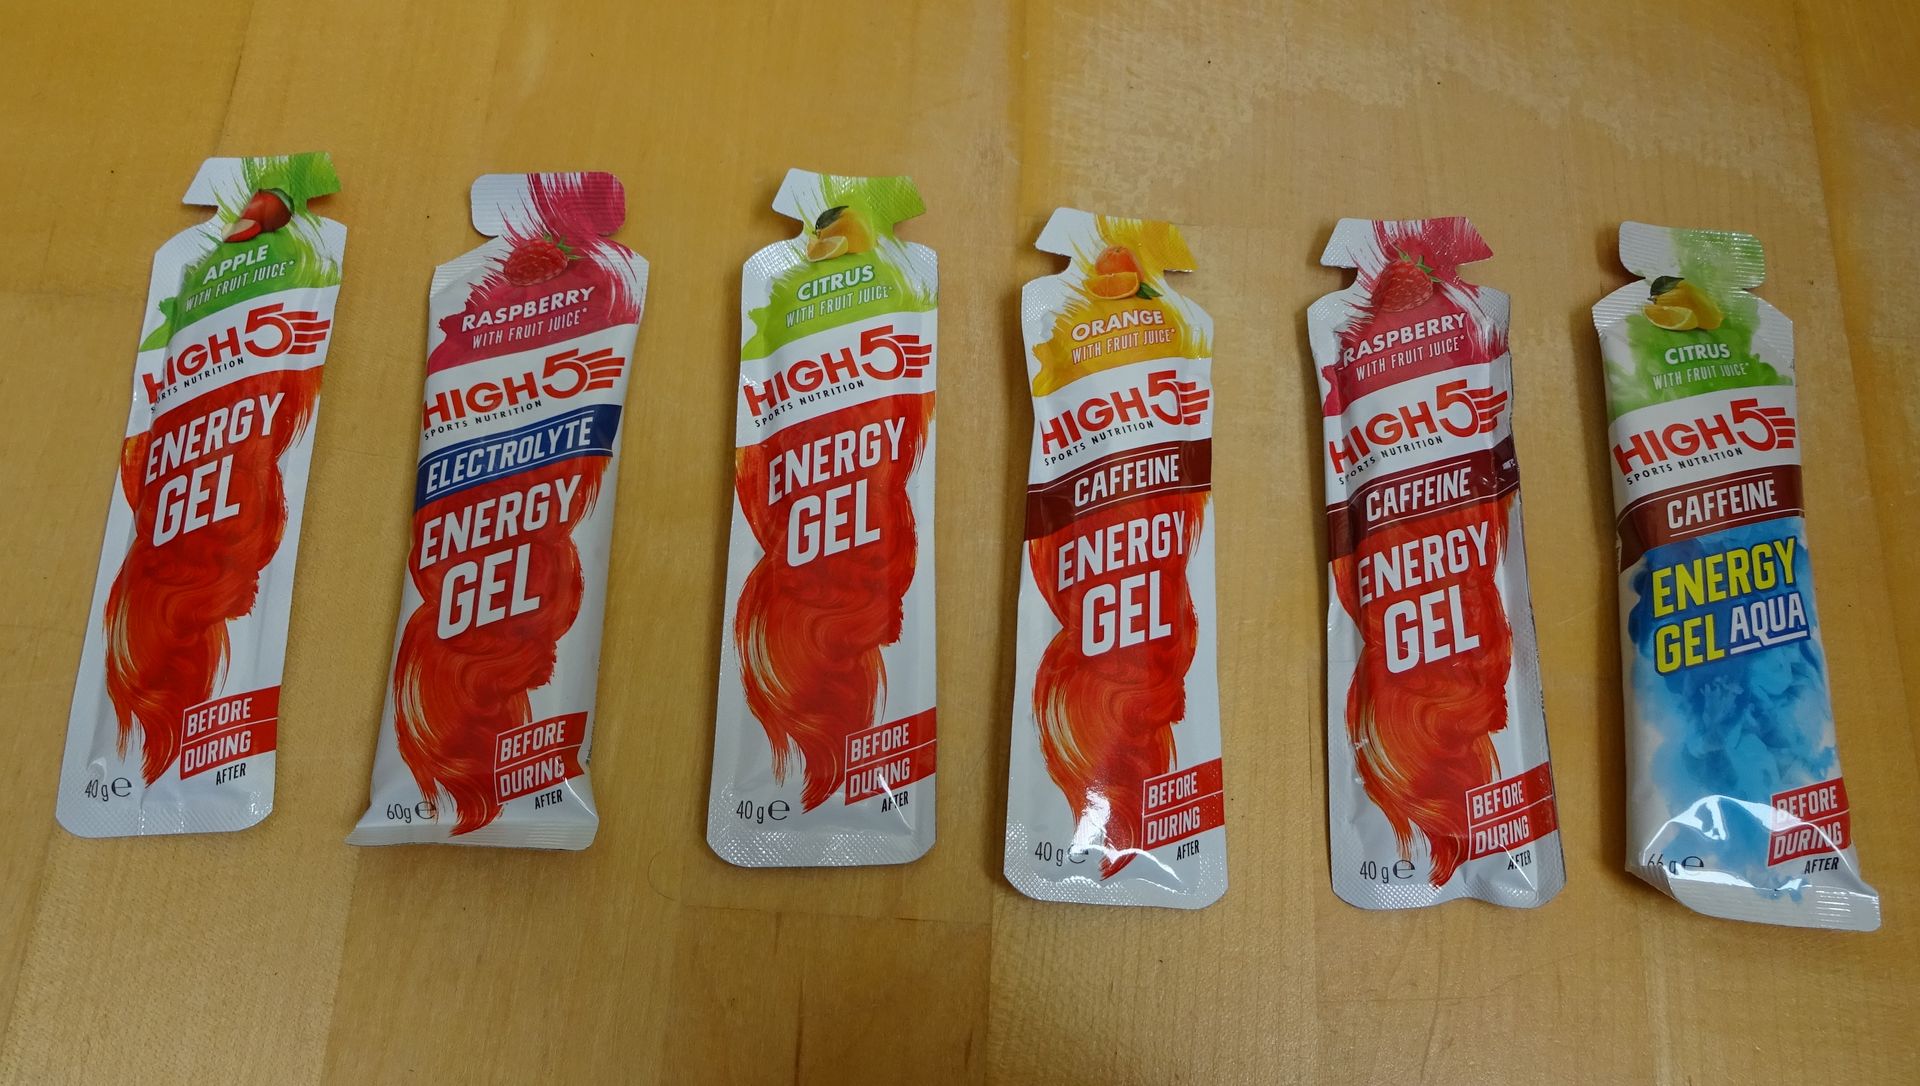 APPLE
WITH FRUIT JUICE*
HIGH5
SPORTS NUTRITION
ENERGY
GEL
BEFORE
DURING
AFTER
40g e
RASPBERRY
WITH FRUIT JUICE*
HIGH5
SPORTS NUTRITION
ELECTROLYTE
ENERGY
GEL
BEFORE
DURING
AFTER
60g e
CITRUS
WITH FRUIT JUICE*
HIGH5
SPORTS NUTRITION
ENERGY
GEL
BEFORE
DURING
AFTER
40g e
ORANGE
WITH FRUIT JUICE*
HIGH5
SPORTS NUTRITION
CAFFEINE
ENERGY
GEL
BEFORE
DURING
AFTER
40g e
RASPBERRY
WITH FRUIT JUICE*
HIGH5
SPORTS NUTRITION
CAFFEINE
ENERGY
GEL
BEFORE
DURING
AFTER
40g e
CITRUS
WITH FRUIT JUICE*
HIGH5
SPORTS NUTRITION
CAFFEINE
ENERGY
GEL AQUA
BEFORE
DURING
AFTER
66g e